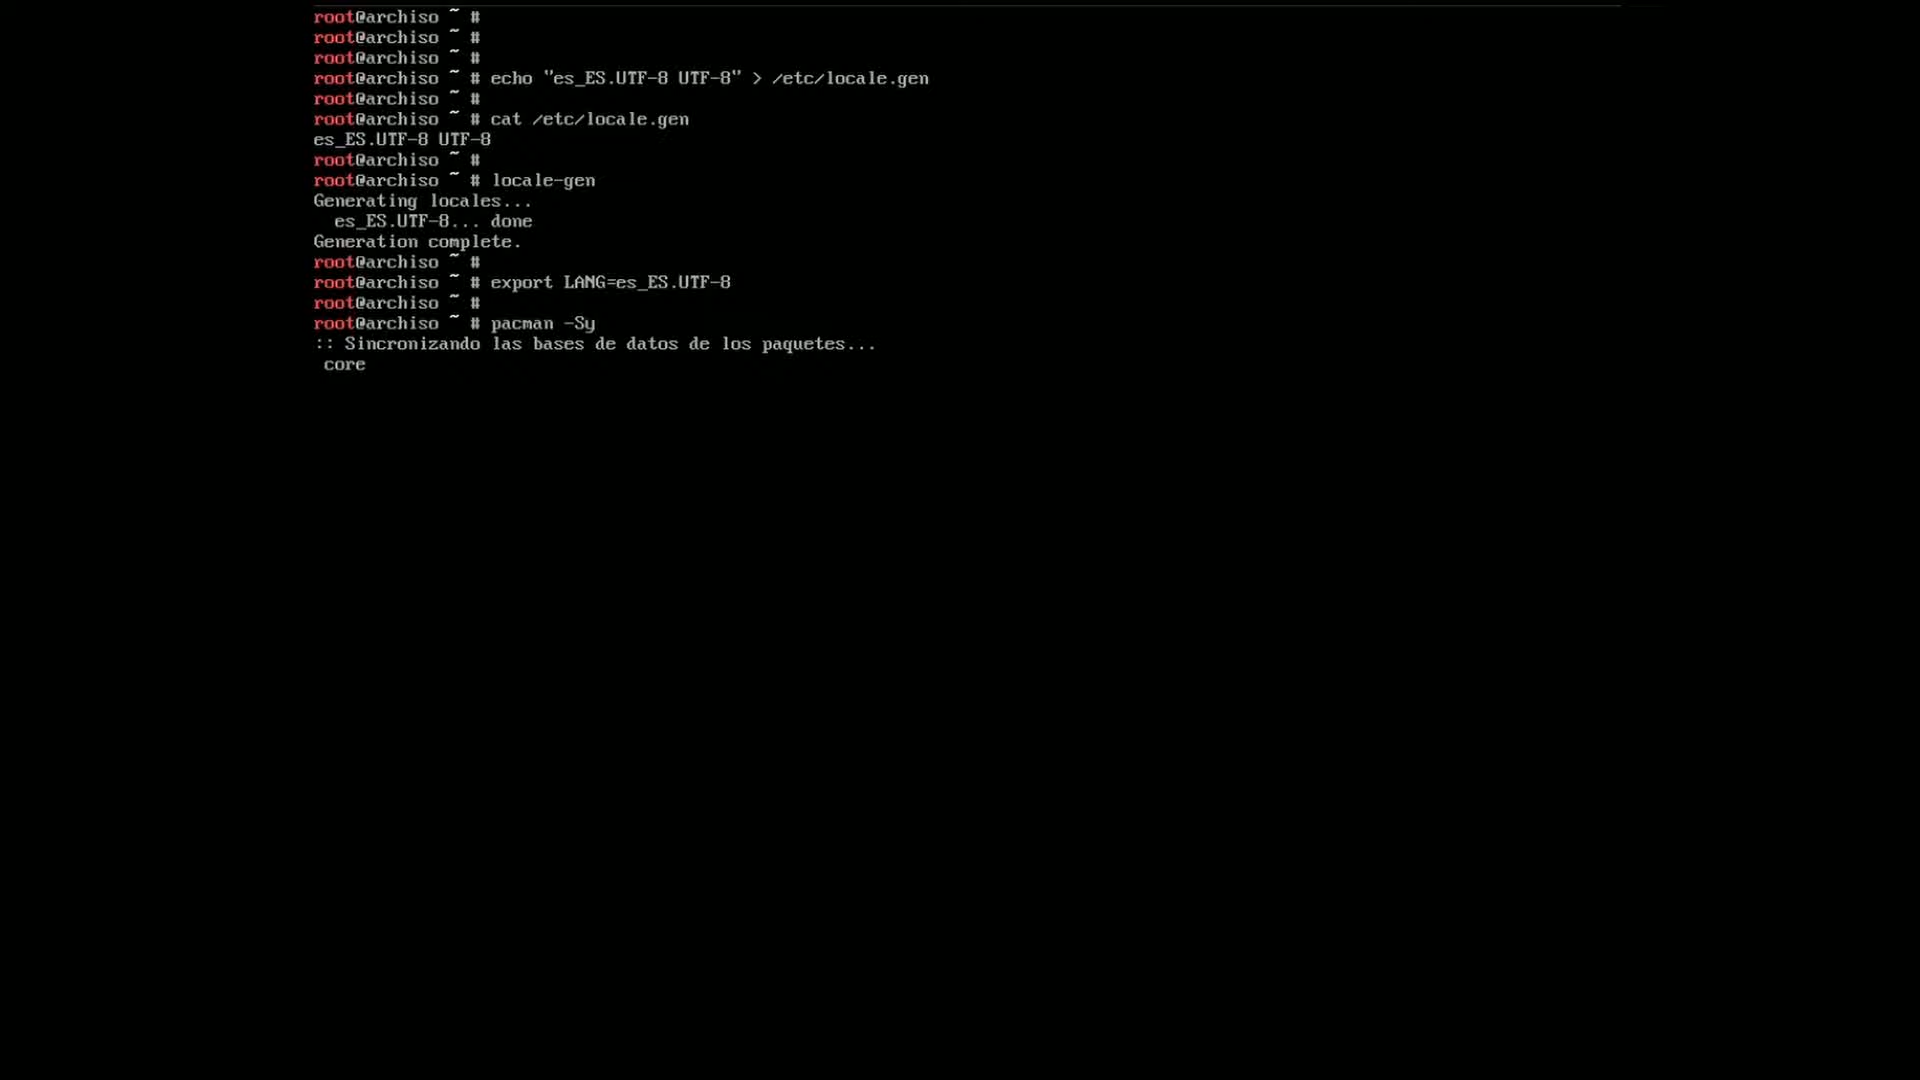 root@archiso ~ #
root@archiso ~ #
root@archiso ~ #
root@archiso ~ # echo "es_ES.UTF-8 UTF-8" > /etc/locale.gen
root@archiso ~ #
root@archiso ~ # cat /etc/locale.gen
es_ES.UTF-8 UTF-8
root@archiso ~ #
root@archiso ~ # locale-gen
Generating locales...
  es_ES.UTF-8... done
Generation complete.
root@archiso ~ #
root@archiso ~ # export LANG=es_ES.UTF-8
root@archiso ~ #
root@archiso ~ # pacman -Sy
:: Sincronizando las bases de datos de los paquetes...
 core